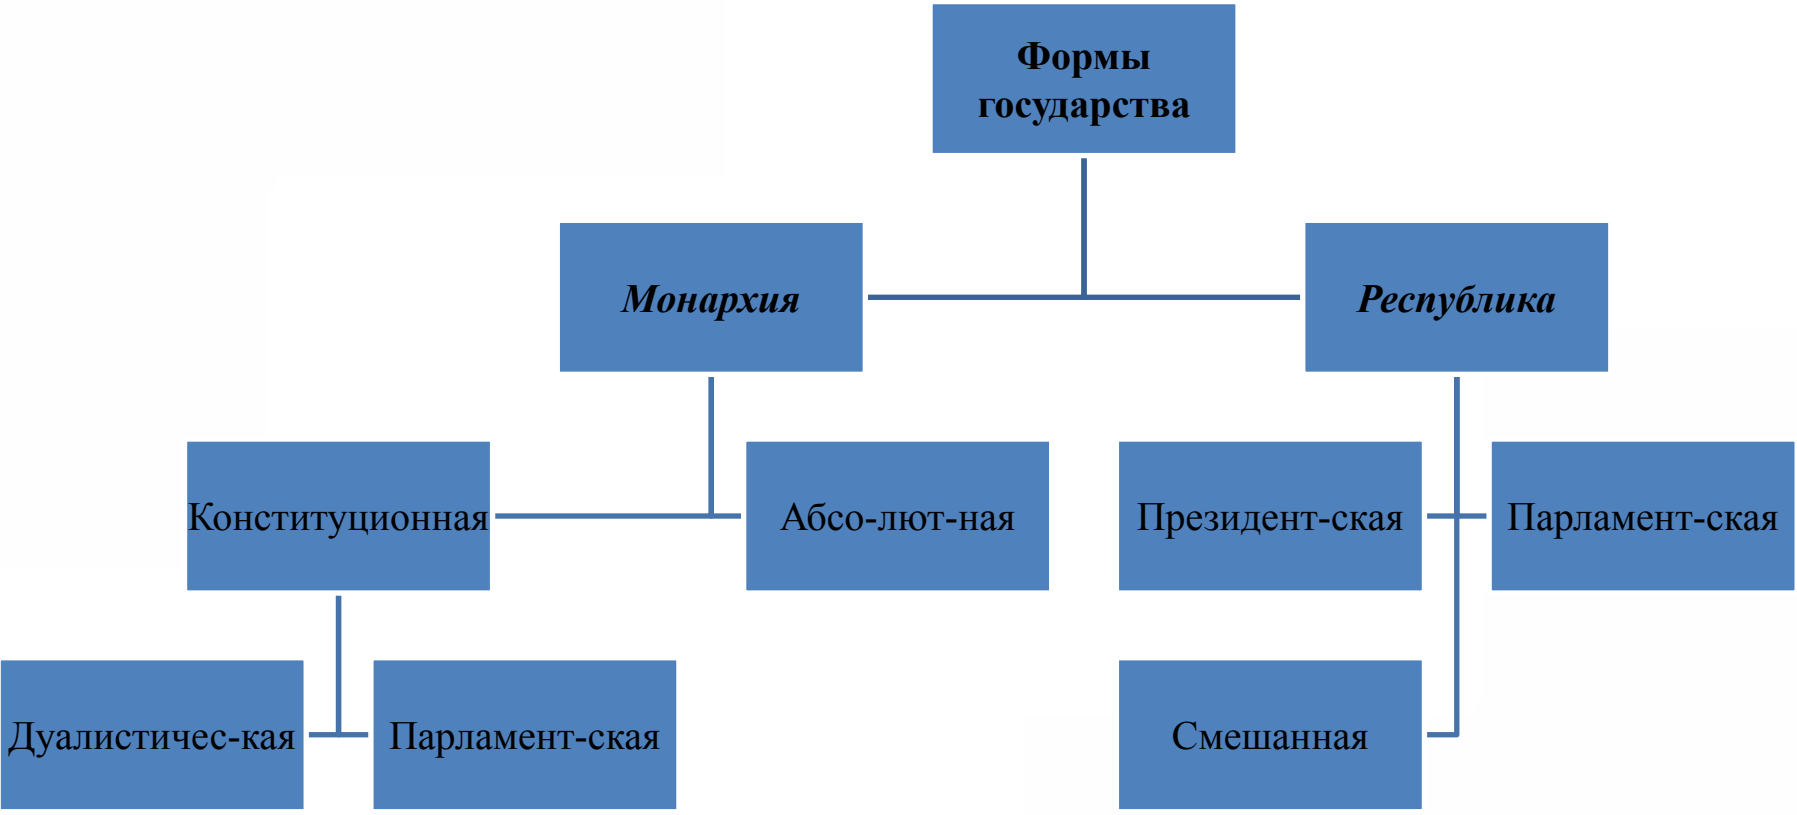 Формы
государства
Монархия
Республика
Конституционная
Абсо-лют-ная
Президент-ская
Парламент-ская
Дуалистичес-кая
Парламент-ская
Смешанная